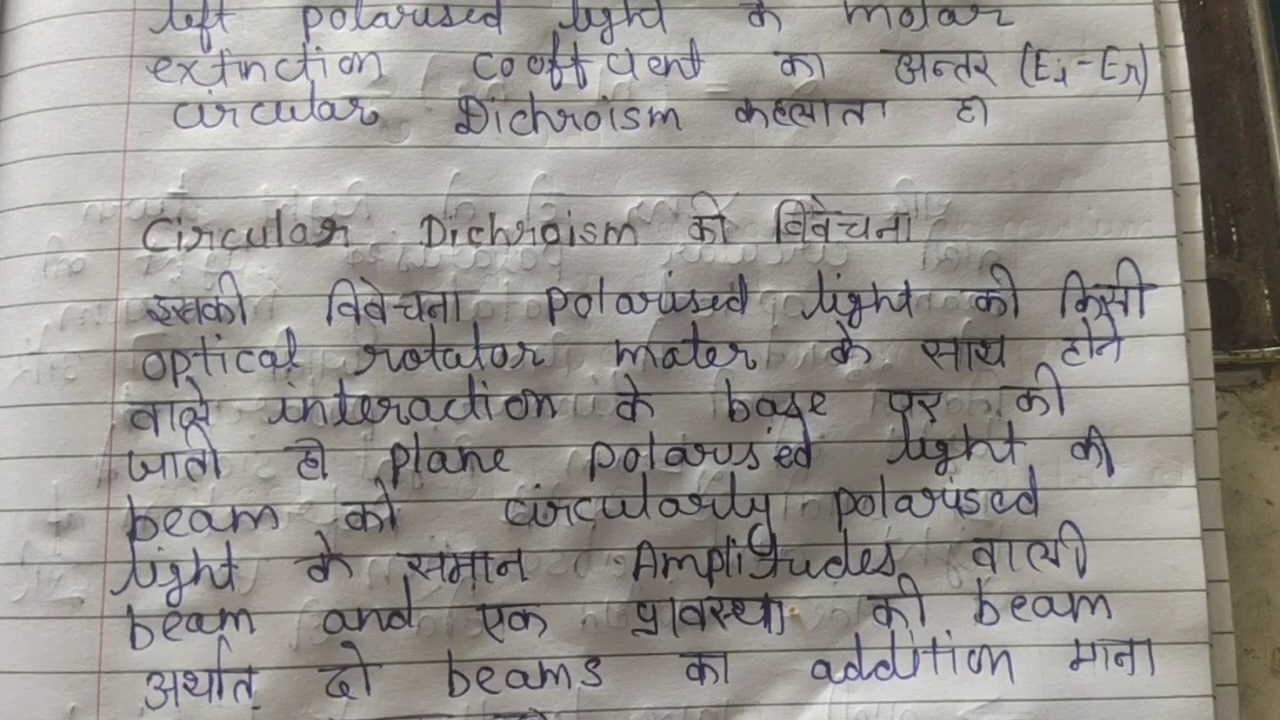 left polarised light के molar
extinction cooff cient का अन्तर (El-Er)
circular Dichroism कहलाता है
Circular Dichroism की विवेचना
इसकी विवेचना polarised light की किसी
optical rotator mater के साथ होने
वाले interaction के base पर की
जाती है plane polarised light की
beam को circularly polarised
light के समान Amplitudes वाली
beam and एक प्रावस्था की beam
अर्थात दो beams का addition माना